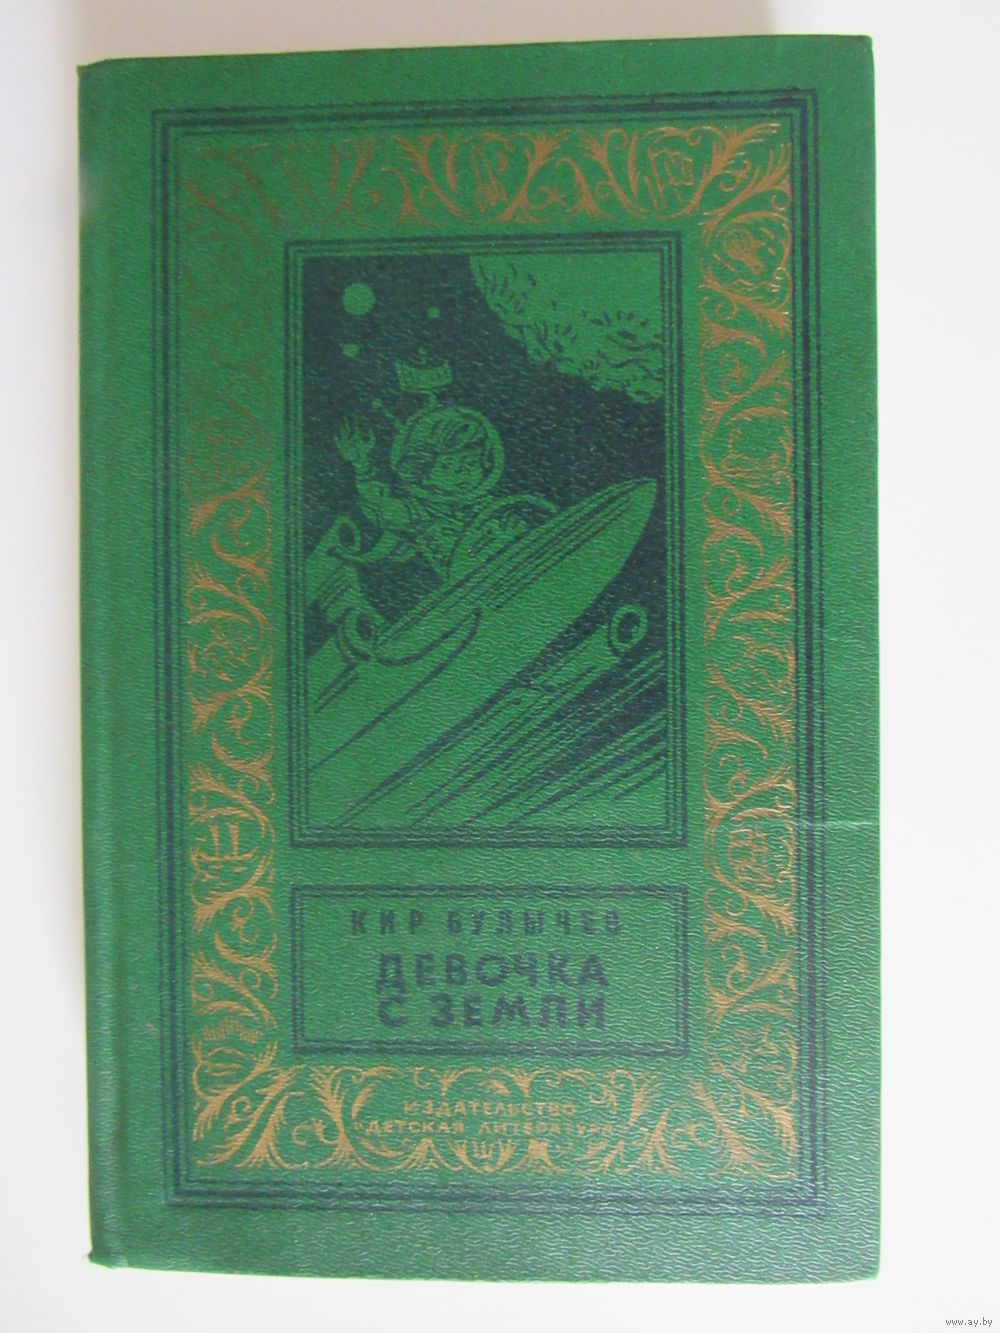 КИР БУЛЫЧЕВ
ДЕВОЧКА
С ЗЕМЛИ
ИЗДАТЕЛЬСТВО
«ДЕТСКАЯ ЛИТЕРАТУРА»
www.ay.by